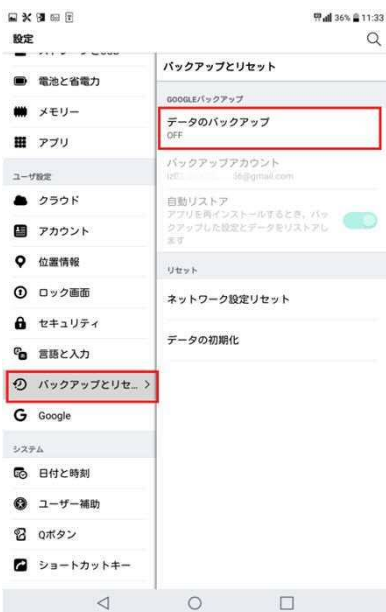 36% 11:33
設定
電池と省電力
メモリー
アプリ
ユーザ設定
クラウド
アカウント
位置情報
ロック画面
セキュリティ
言語と入力
バックアップとリセ...
Google
システム
日付と時刻
ユーザー補助
Qボタン
ショートカットキー
バックアップとリセット
GOOGLEバックアップ
データのバックアップ
OFF
バックアップアカウント
36@gmail.com
自動リストア
アプリを再インストールするとき、バッ
クアップした設定とデータをリストアし
ます
リセット
ネットワーク設定リセット
データの初期化